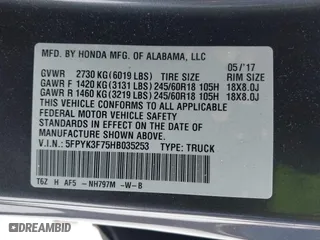 MFD. BY HONDA MFG. OF ALABAMA, LLC
05/'17
GVWR 2730 KG (6019 LBS) TIRE SIZE RIM SIZE
GAWR F 1420 KG (3131 LBS) 245/60R18 105H 18X8.0J
GAWR R 1460 KG (3219 LBS) 245/60R18 105H 18X8.0J
THIS VEHICLE CONFORMS TO ALL APPLICABLE
FEDERAL MOTOR VEHICLE SAFETY STANDARDS IN
EFFECT ON THE DATE OF MANUFACTURE SHOWN ABOVE.
V.I.N.: 5FPYK3F75HB035253 TYPE: TRUCK
T6Z H AF5 -NH797M -W-B
DREAMBID